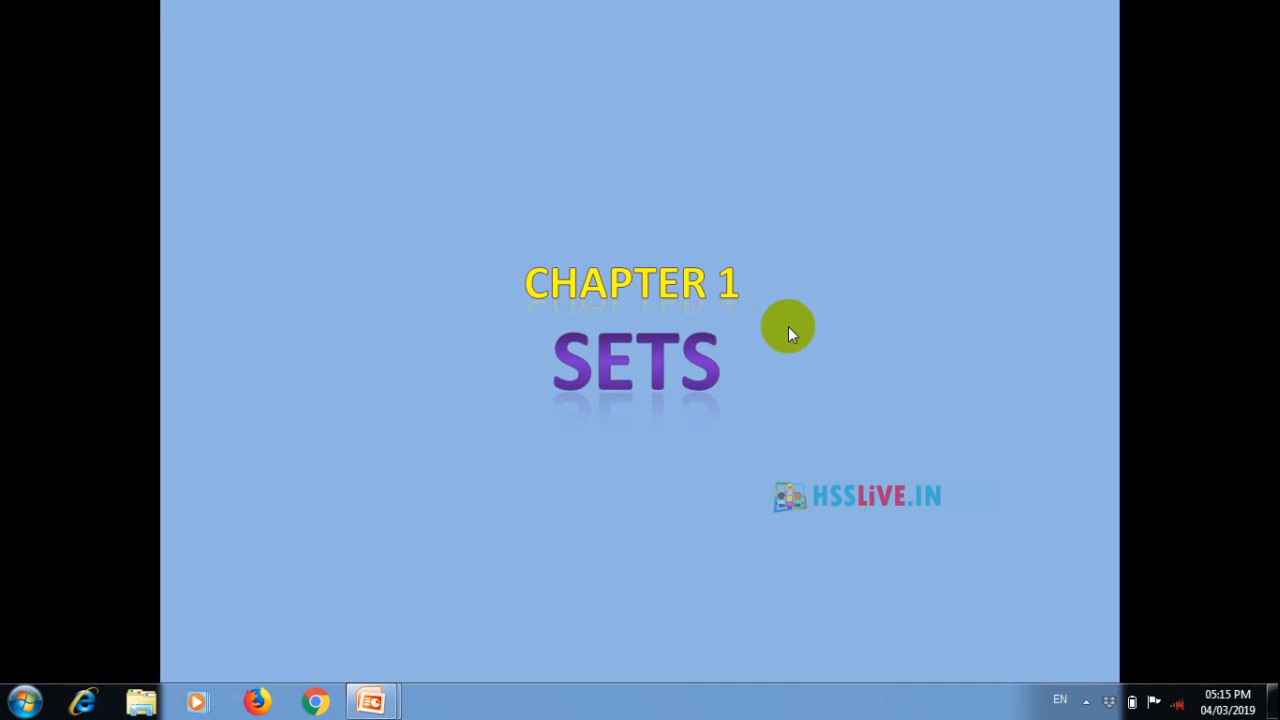 CHAPTER 1
SETS
HSSLiVE.IN
EN
05:15 PM
04/03/2019